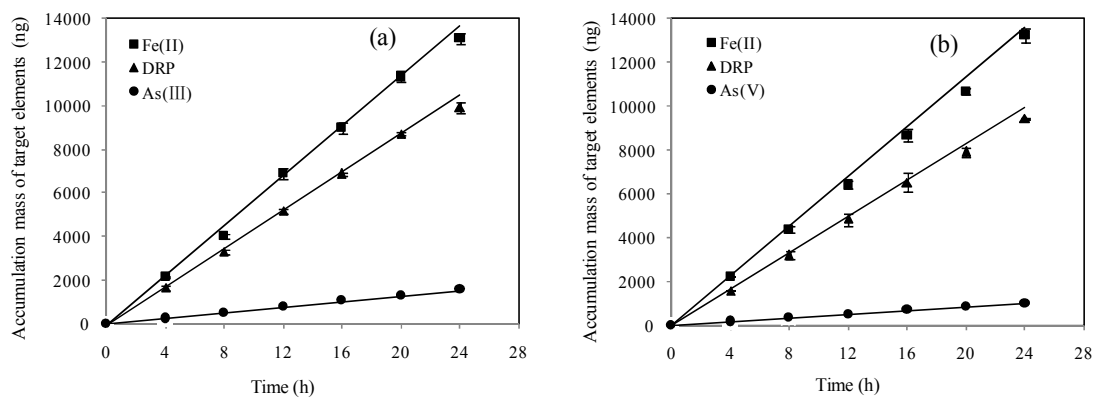 Accumulation mass of target elements (ng)
14000
12000
10000
8000
6000
4000
2000
0
Fe(II)
DRP
As(III)
(a)
0 4 8 12 16 20 24 28
Time (h)
Accumulation mass of target elements (ng)
14000
12000
10000
8000
6000
4000
2000
0
Fe(II)
DRP
As(V)
(b)
0 4 8 12 16 20 24 28
Time (h)